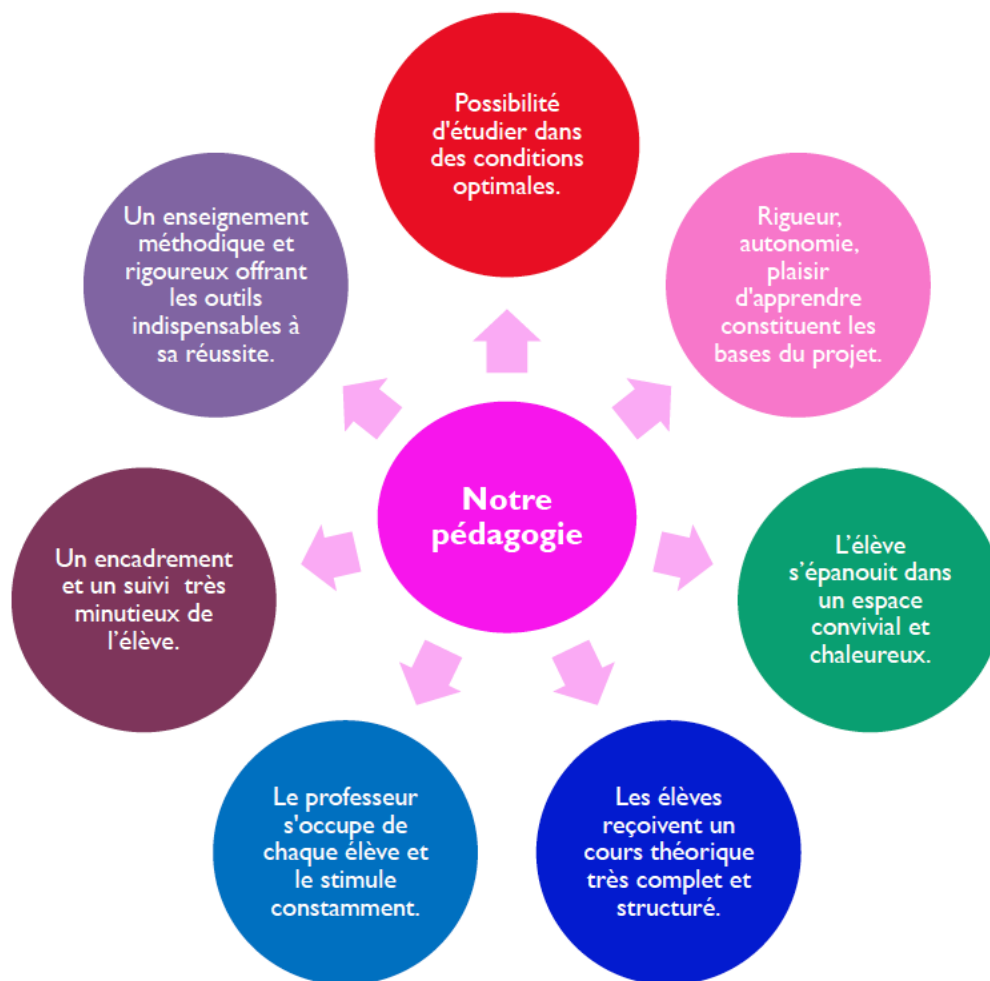 Possibilité
d'étudier dans
des conditions
optimales.
Rigueur,
autonomie,
plaisir
d'apprendre
constituent les
bases du projet.
L’élève
s’épanouit dans
un espace
convivial et
chaleureux.
Les élèves
reçoivent un
cours théorique
très complet et
structuré.
Le professeur
s'occupe de
chaque élève et
le stimule
constamment.
Un encadrement
et un suivi  très
minutieux de
l’élève.
Un enseignement
méthodique et
rigoureux offrant
les outils
indispensables à
sa réussite.
Notre
pédagogie